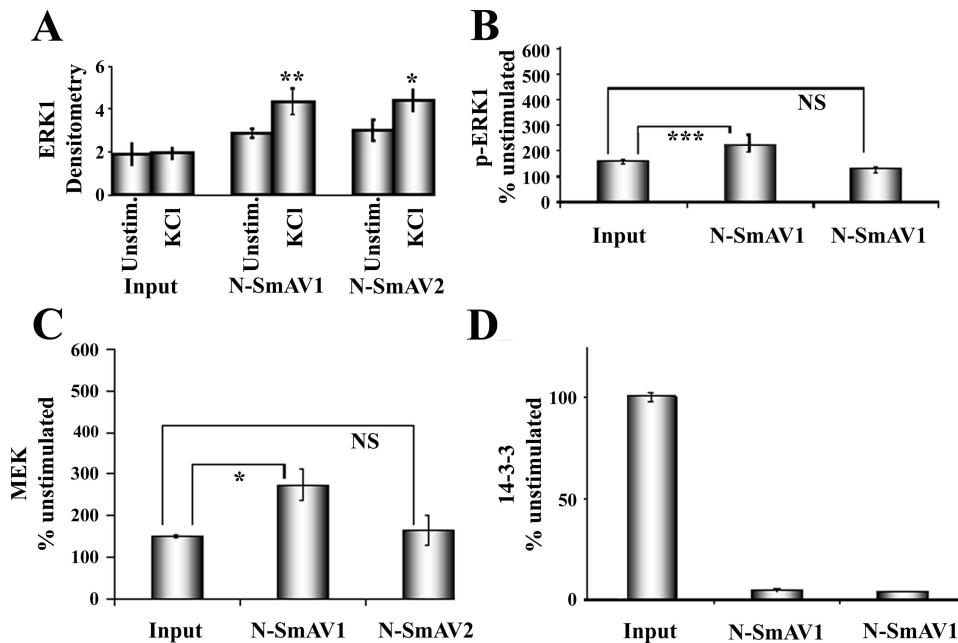 A
ERK1
Densitometry
6
4
2
0
**
*
Unstim.
KCl
Unstim.
KCl
Unstim.
KCl
Input
N-SmAV1
N-SmAV2
B
p-ERK1
% unstimulated
600
500
400
300
200
100
0
NS
***
Input
N-SmAV1
N-SmAV1
C
MEK
% unstimulated
600
500
400
300
200
100
0
NS
*
Input
N-SmAV1
N-SmAV2
D
14-3-3
% unstimulated
100
50
0
Input
N-SmAV1
N-SmAV1